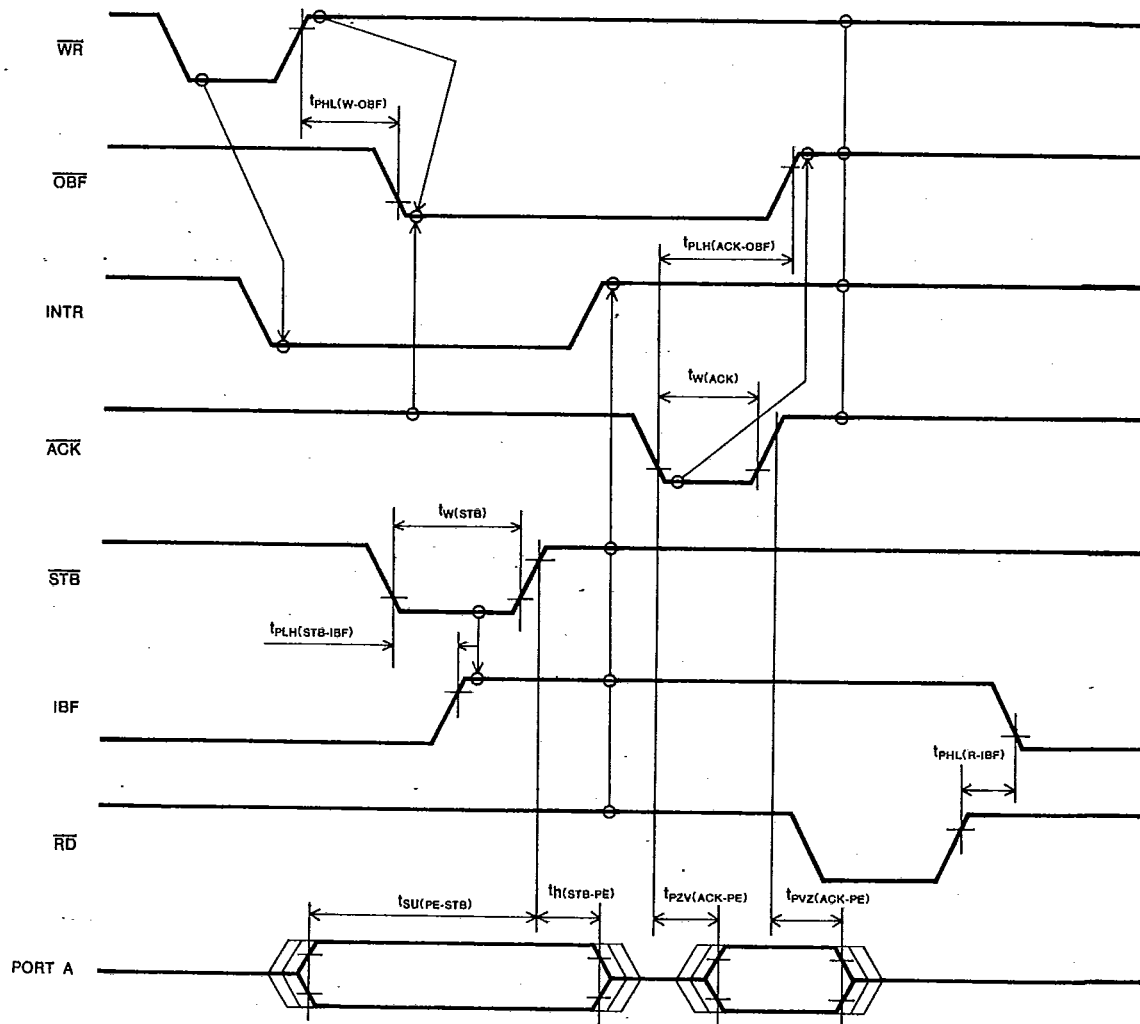 WR
tPHL(W-OBF)
OBF
tPLH(ACK-OBF)
INTR
tW(ACK)
ACK
tW(STB)
STB
tPLH(STB-IBF)
IBF
tPHL(R-IBF)
RD
tSU(PE-STB)
th(STB-PE)
tPZV(ACK-PE)
tPVZ(ACK-PE)
PORT A